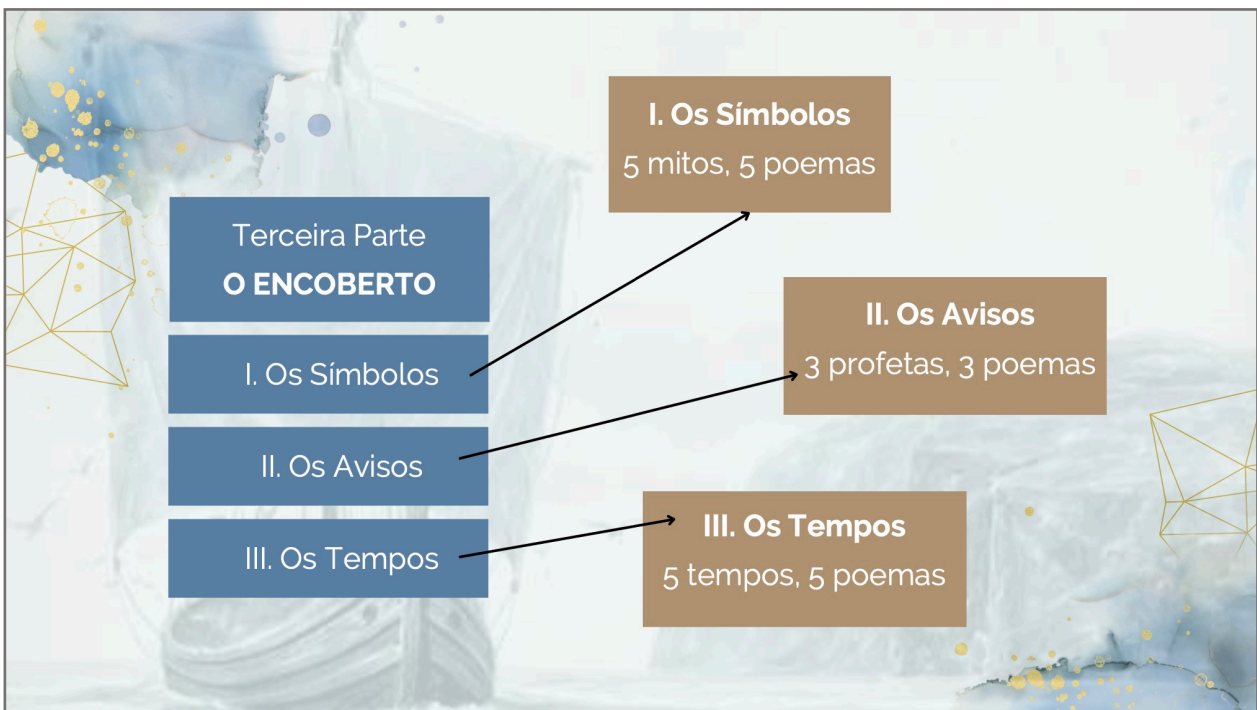 Terceira Parte
O ENCOBERTO
I. Os Símbolos
II. Os Avisos
III. Os Tempos
I. Os Símbolos
5 mitos, 5 poemas
II. Os Avisos
3 profetas, 3 poemas
III. Os Tempos
5 tempos, 5 poemas